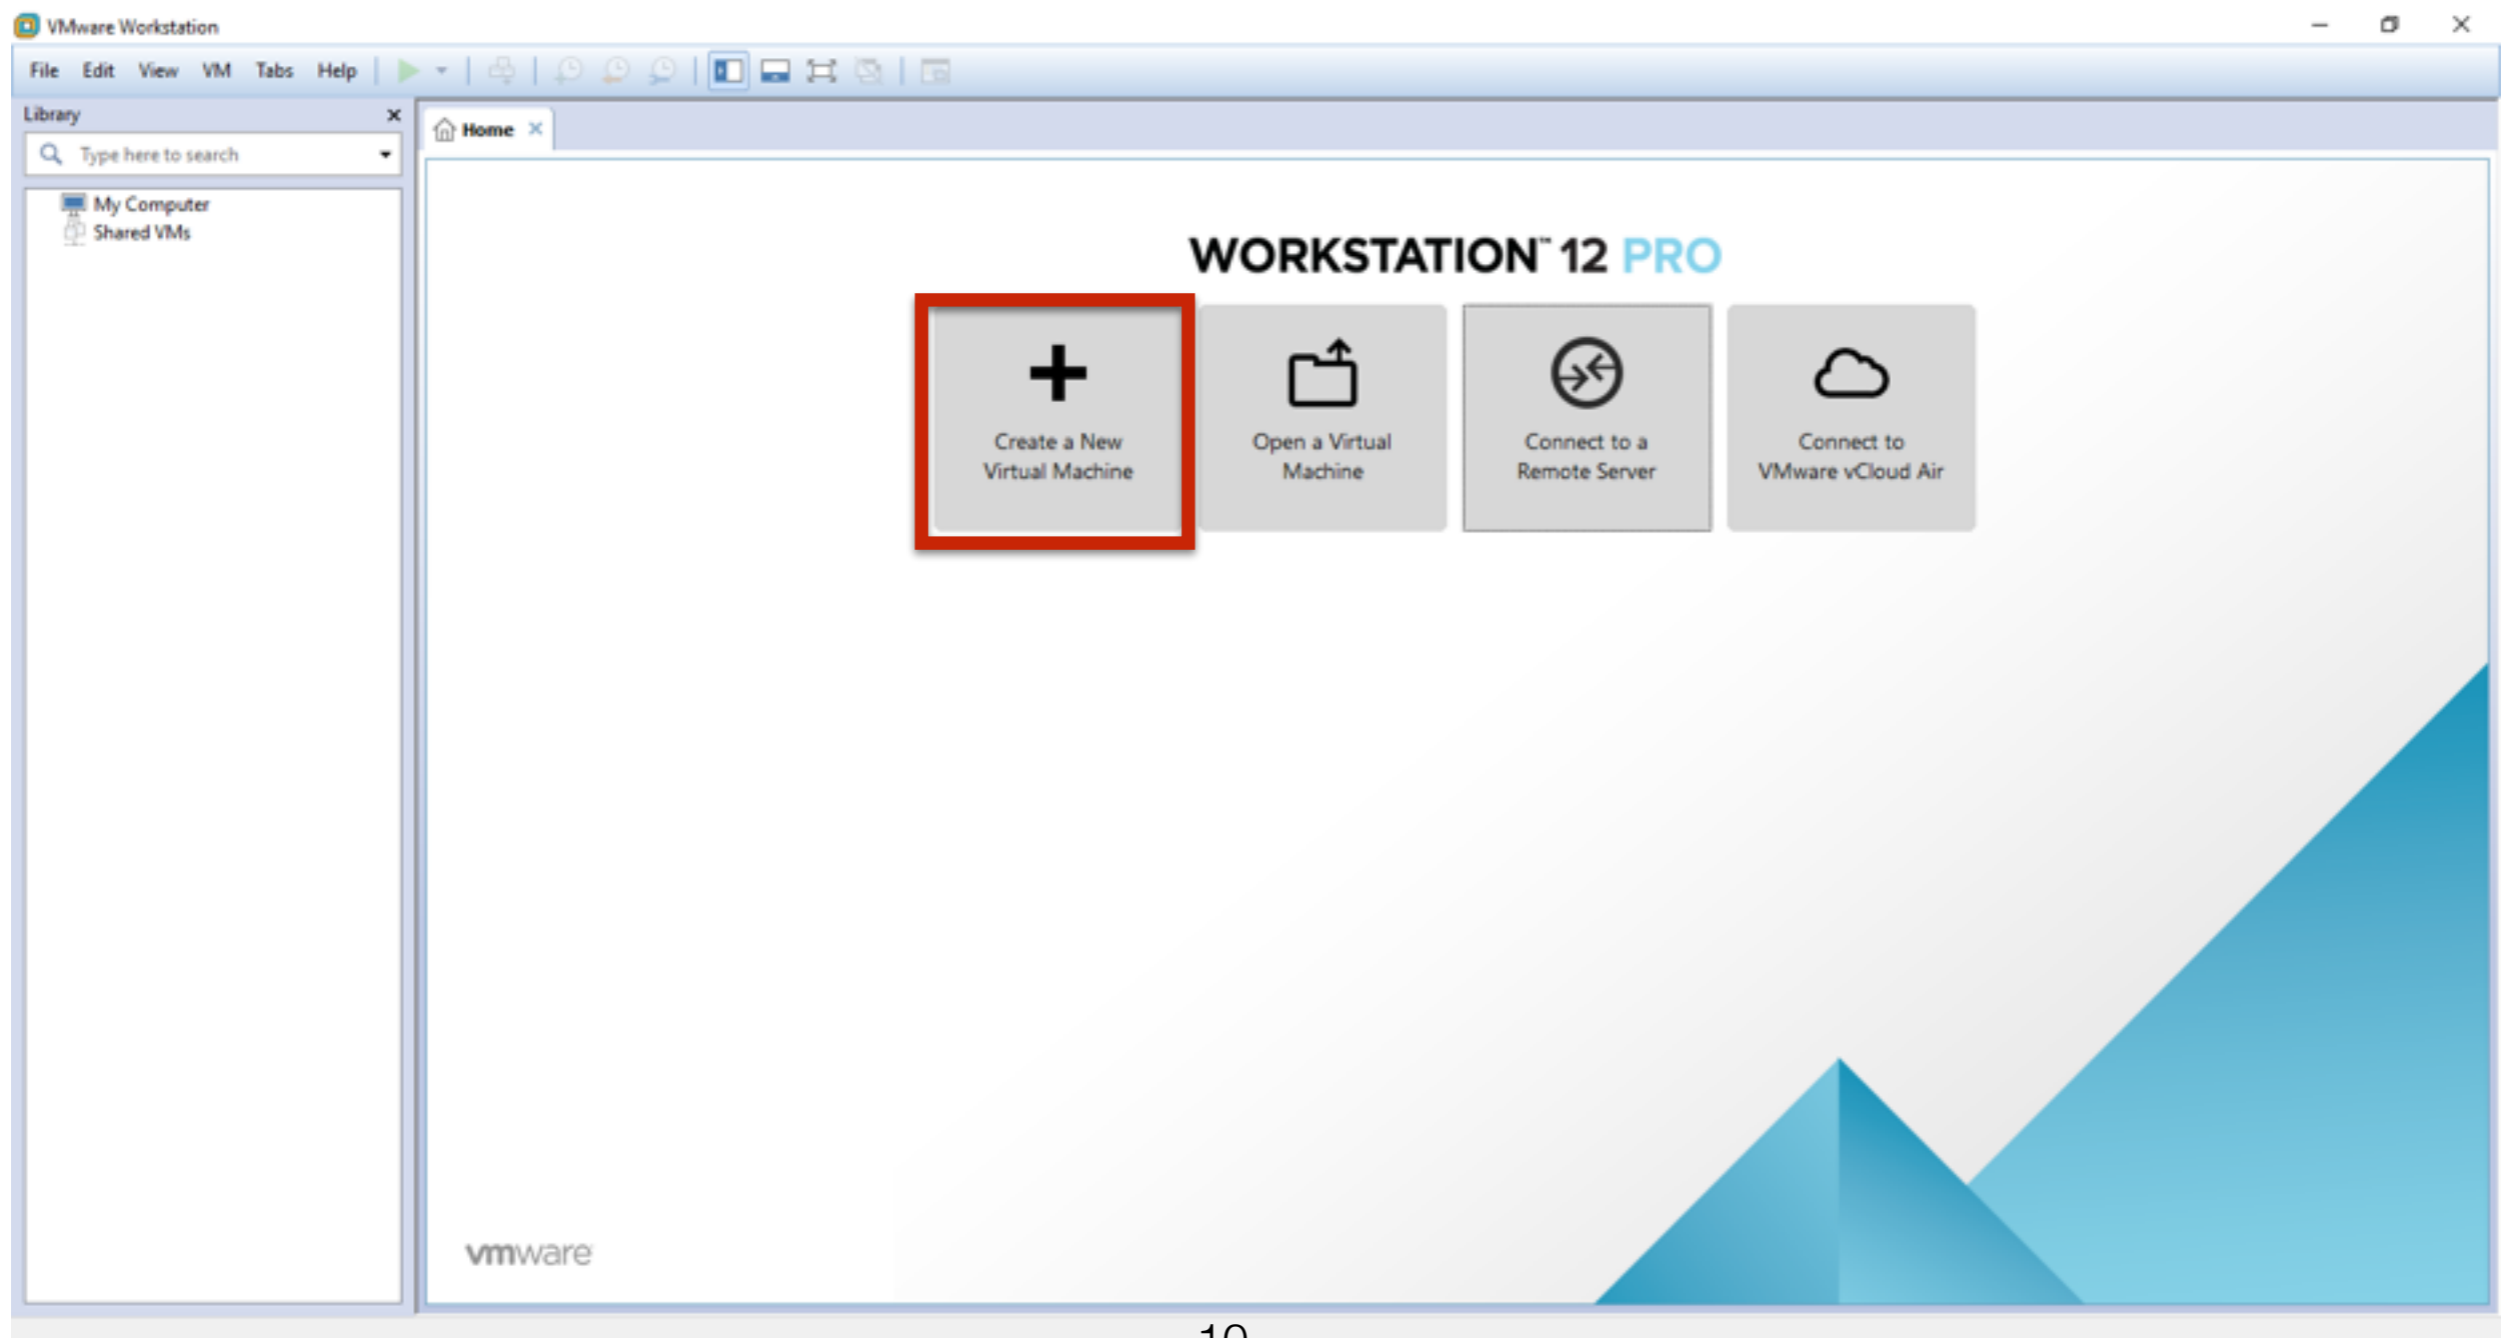 VMware Workstation
File Edit View VM Tabs Help
Library
Type here to search
My Computer
Shared VMs
Home
WORKSTATION™ 12 PRO
Create a New
Virtual Machine
Open a Virtual
Machine
Connect to a
Remote Server
Connect to
VMware vCloud Air
vmware
10